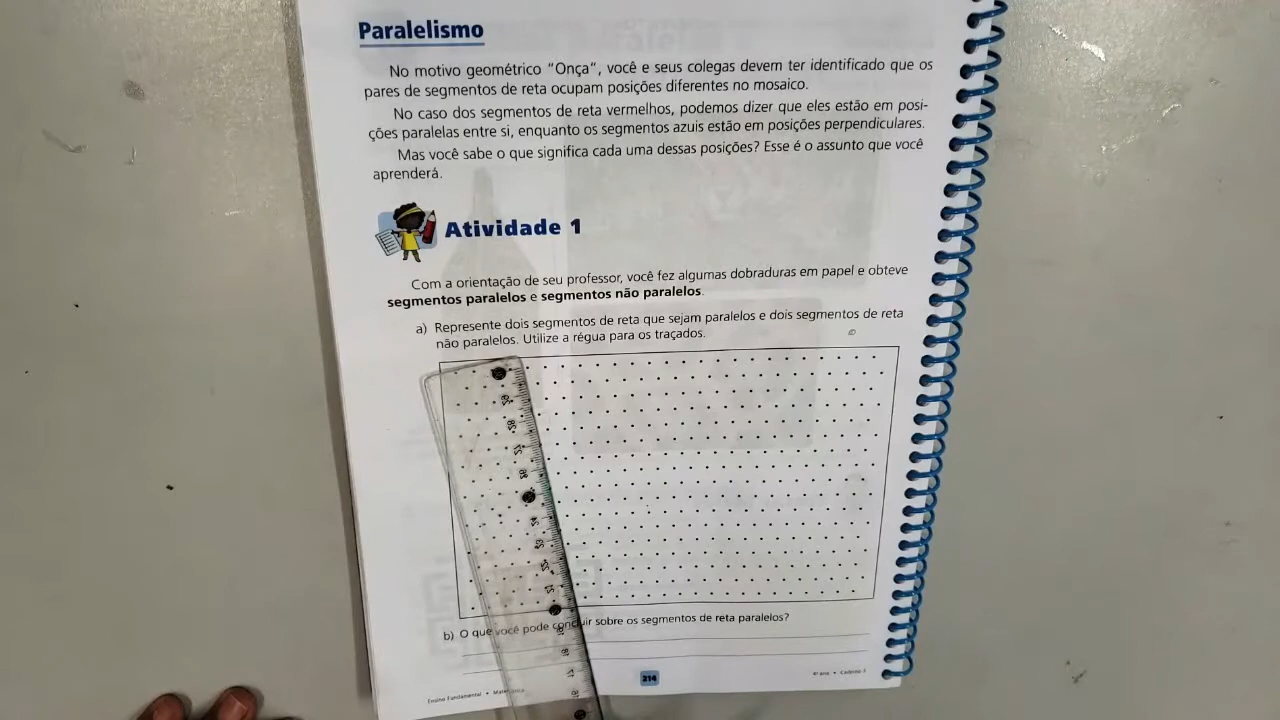 Paralelismo
No motivo geométrico "Onça", você e seus colegas devem ter identificado que os
pares de segmentos de reta ocupam posições diferentes no mosaico.
No caso dos segmentos de reta vermelhos, podemos dizer que eles estão em posi-
ções paralelas entre si, enquanto os segmentos azuis estão em posições perpendiculares.
Mas você sabe o que significa cada uma dessas posições? Esse é o assunto que você
aprenderá.
Atividade 1
Com a orientação de seu professor, você fez algumas dobraduras em papel e obteve
segmentos paralelos e segmentos não paralelos.
a) Represente dois segmentos de reta que sejam paralelos e dois segmentos de reta
não paralelos. Utilize a régua para os traçados.
b) O que você pode concluir sobre os segmentos de reta paralelos?
Ensino Fundamental • Matemática
214
4º ano •